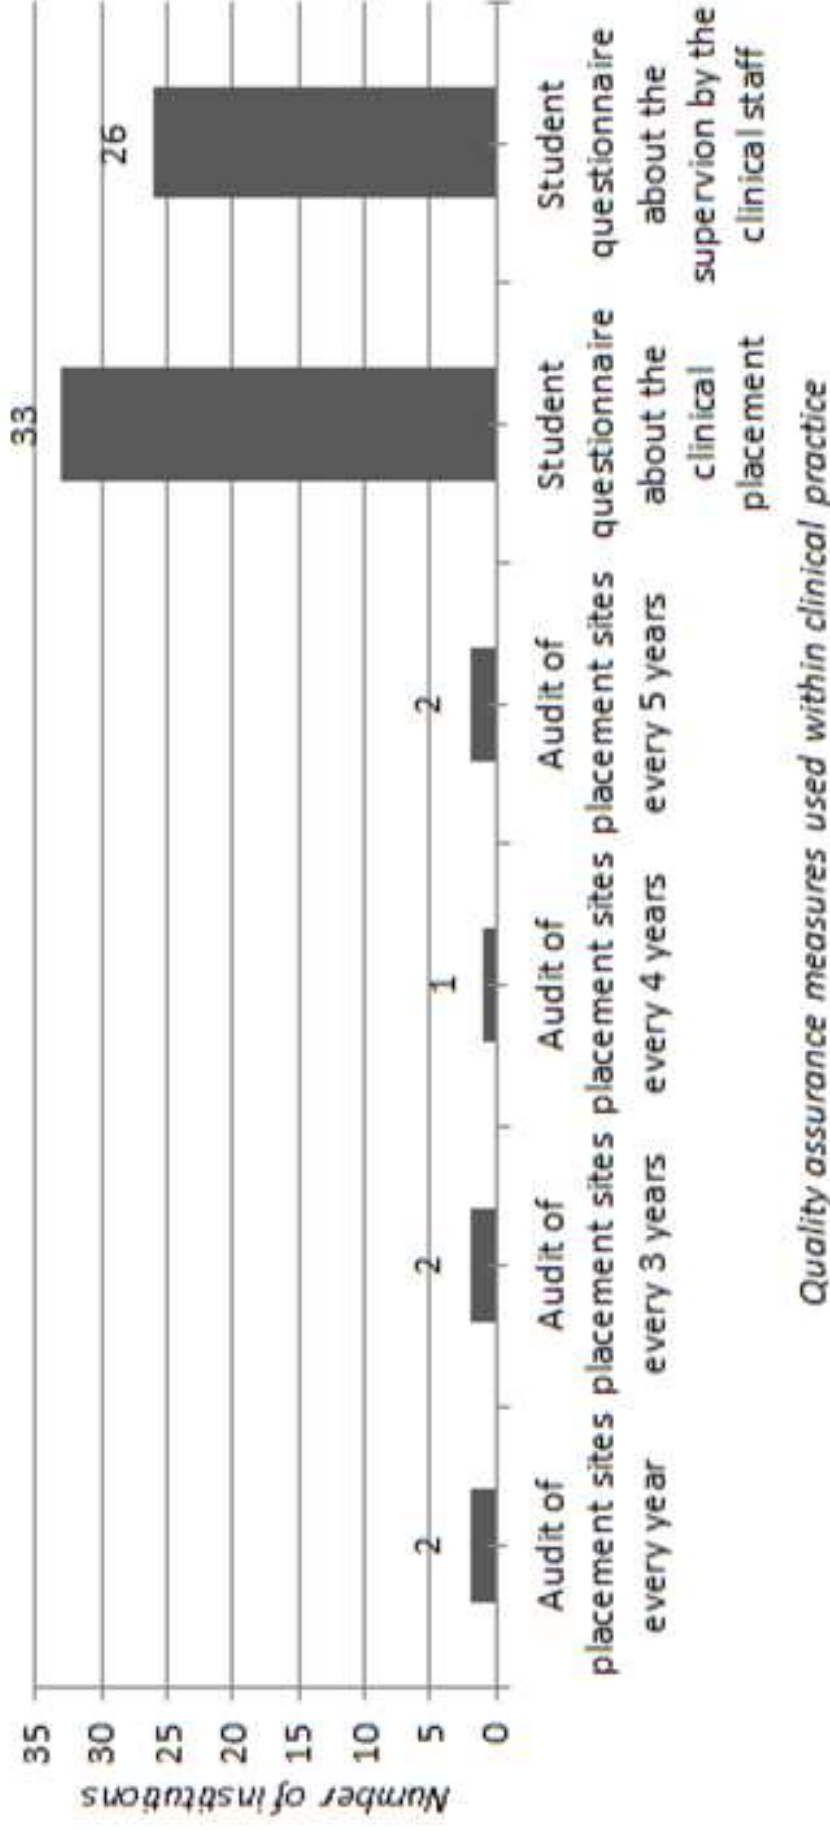 Number of institutions
35
30
25
20
15
10
5
0
2
2
1
2
33
26
Audit of
placement sites
every year
Audit of
placement sites
every 3 years
Audit of
placement sites
every 4 years
Audit of
placement sites
every 5 years
Student
questionnaire
about the
clinical
placement
Student
questionnaire
about the
supervion by the
clinical staff
Quality assurance measures used within clinical practice